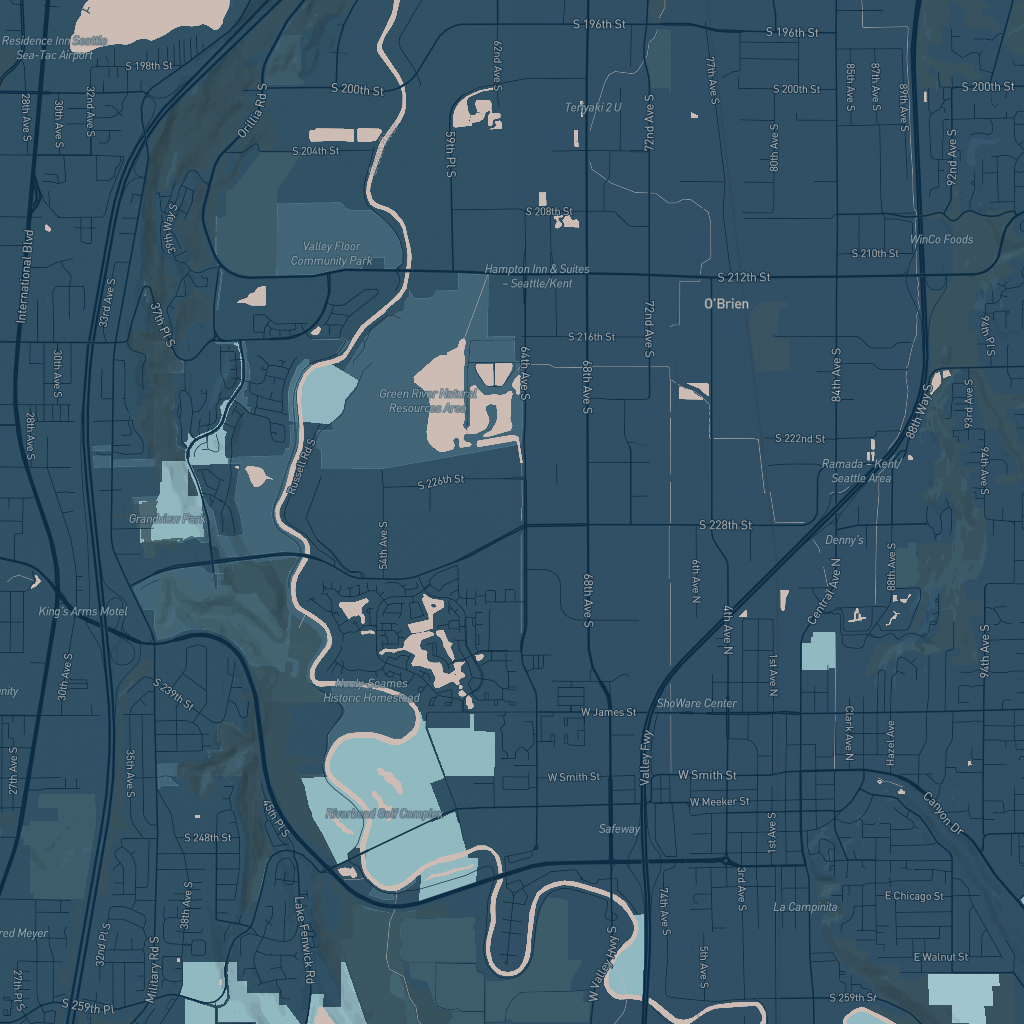 S 196th St
S 196th St
Residence Inn Seattle
Sea-Tac Airport
62nd Ave S
S 198th St
77th Ave S
85th Ave S
87th Ave S
89th Ave S
28th Ave S
30th Ave S
32nd Ave S
S 200th St
S 200th St
S 200th St
Orillia Rd S
Teriyaki 2 U
72nd Ave S
59th Pl S
80th Ave S
92nd Ave S
S 204th St
S 208th St
39th Way S
Valley Floor
Community Park
WinCo Foods
S 210th St
International Blvd
Hampton Inn & Suites
– Seattle/Kent
S 212th St
33rd Ave S
O'Brien
37th Pl S
72nd Ave S
S 216th St
94th Pl S
30th Ave S
64th Ave S
68th Ave S
84th Ave S
Green River Natural
Resources Area
88th Way S
93rd Ave S
28th Ave S
S 222nd St
Russell Rd S
94th Ave S
Ramada – Kent/
Seattle Area
S 226th St
Grandview Park
S 228th St
54th Ave S
Denny's
88th Ave S
6th Ave N
68th Ave S
Central Ave N
King's Arms Motel
4th Ave N
94th Ave S
30th Ave S
1st Ave N
nity
S 239th St
Neely Soames
Historic Homestead
ShoWare Center
W James St
Clark Ave N
Hazel Ave
27th Ave S
35th Ave S
Valley Fwy
W Smith St
W Smith St
W Meeker St
45th Pl S
Riverbend Golf Complex
Canyon Dr
Safeway
1st Ave S
S 248th St
3rd Ave S
E Chicago St
38th Ave S
74th Ave S
La Campinita
Lake Fenwick Rd
red Meyer
32nd Pl S
W Valley Hwy S
5th Ave S
Military Rd S
E Walnut St
27th Pl S
S 259th Pl
S 259th St